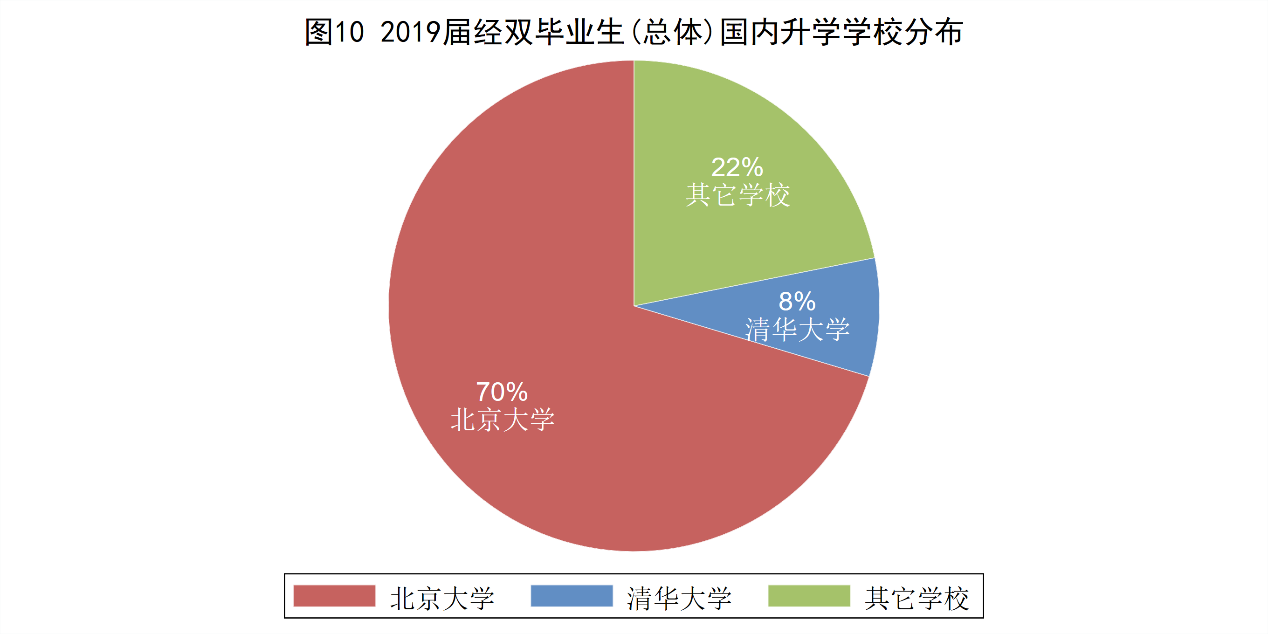 图10 2019届经双毕业生(总体)国内升学学校分布
22%
其它学校
8%
清华大学
70%
北京大学
北京大学 清华大学 其它学校